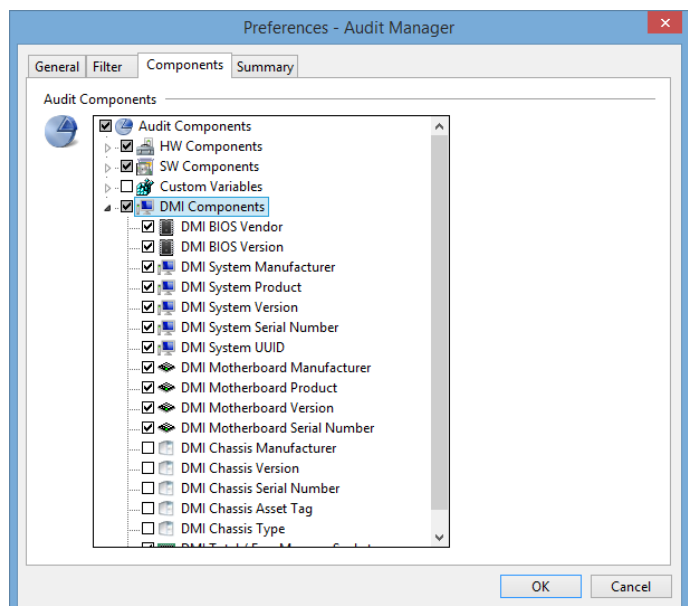 Preferences - Audit Manager
General Filter Components Summary
Audit Components
Audit Components
HW Components
SW Components
Custom Variables
DMI Components
DMI BIOS Vendor
DMI BIOS Version
DMI System Manufacturer
DMI System Product
DMI System Version
DMI System Serial Number
DMI System UUID
DMI Motherboard Manufacturer
DMI Motherboard Product
DMI Motherboard Version
DMI Motherboard Serial Number
DMI Chassis Manufacturer
DMI Chassis Version
DMI Chassis Serial Number
DMI Chassis Asset Tag
DMI Chassis Type
OK Cancel